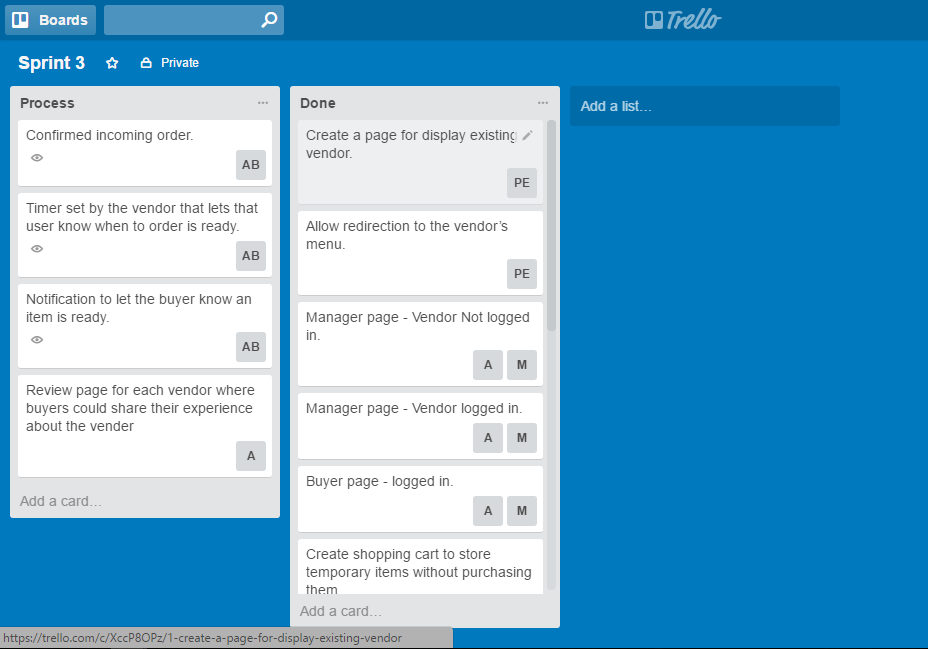 Boards
Trello
Sprint 3
Private
Process
Confirmed incoming order.
AB
Timer set by the vendor that lets that
user know when to order is ready.
AB
Notification to let the buyer know an
item is ready.
AB
Review page for each vendor where
buyers could share their experience
about the vender
A
Add a card…
Done
Create a page for display existing
vendor.
PE
Allow redirection to the vendor’s
menu.
PE
Manager page - Vendor Not logged
in.
A M
Manager page - Vendor logged in.
A M
Buyer page - logged in.
A M
Create shopping cart to store
temporary items without purchasing
them
Add a card…
Add a list…
https://trello.com/c/XccP8OPz/1-create-a-page-for-display-existing-vendor